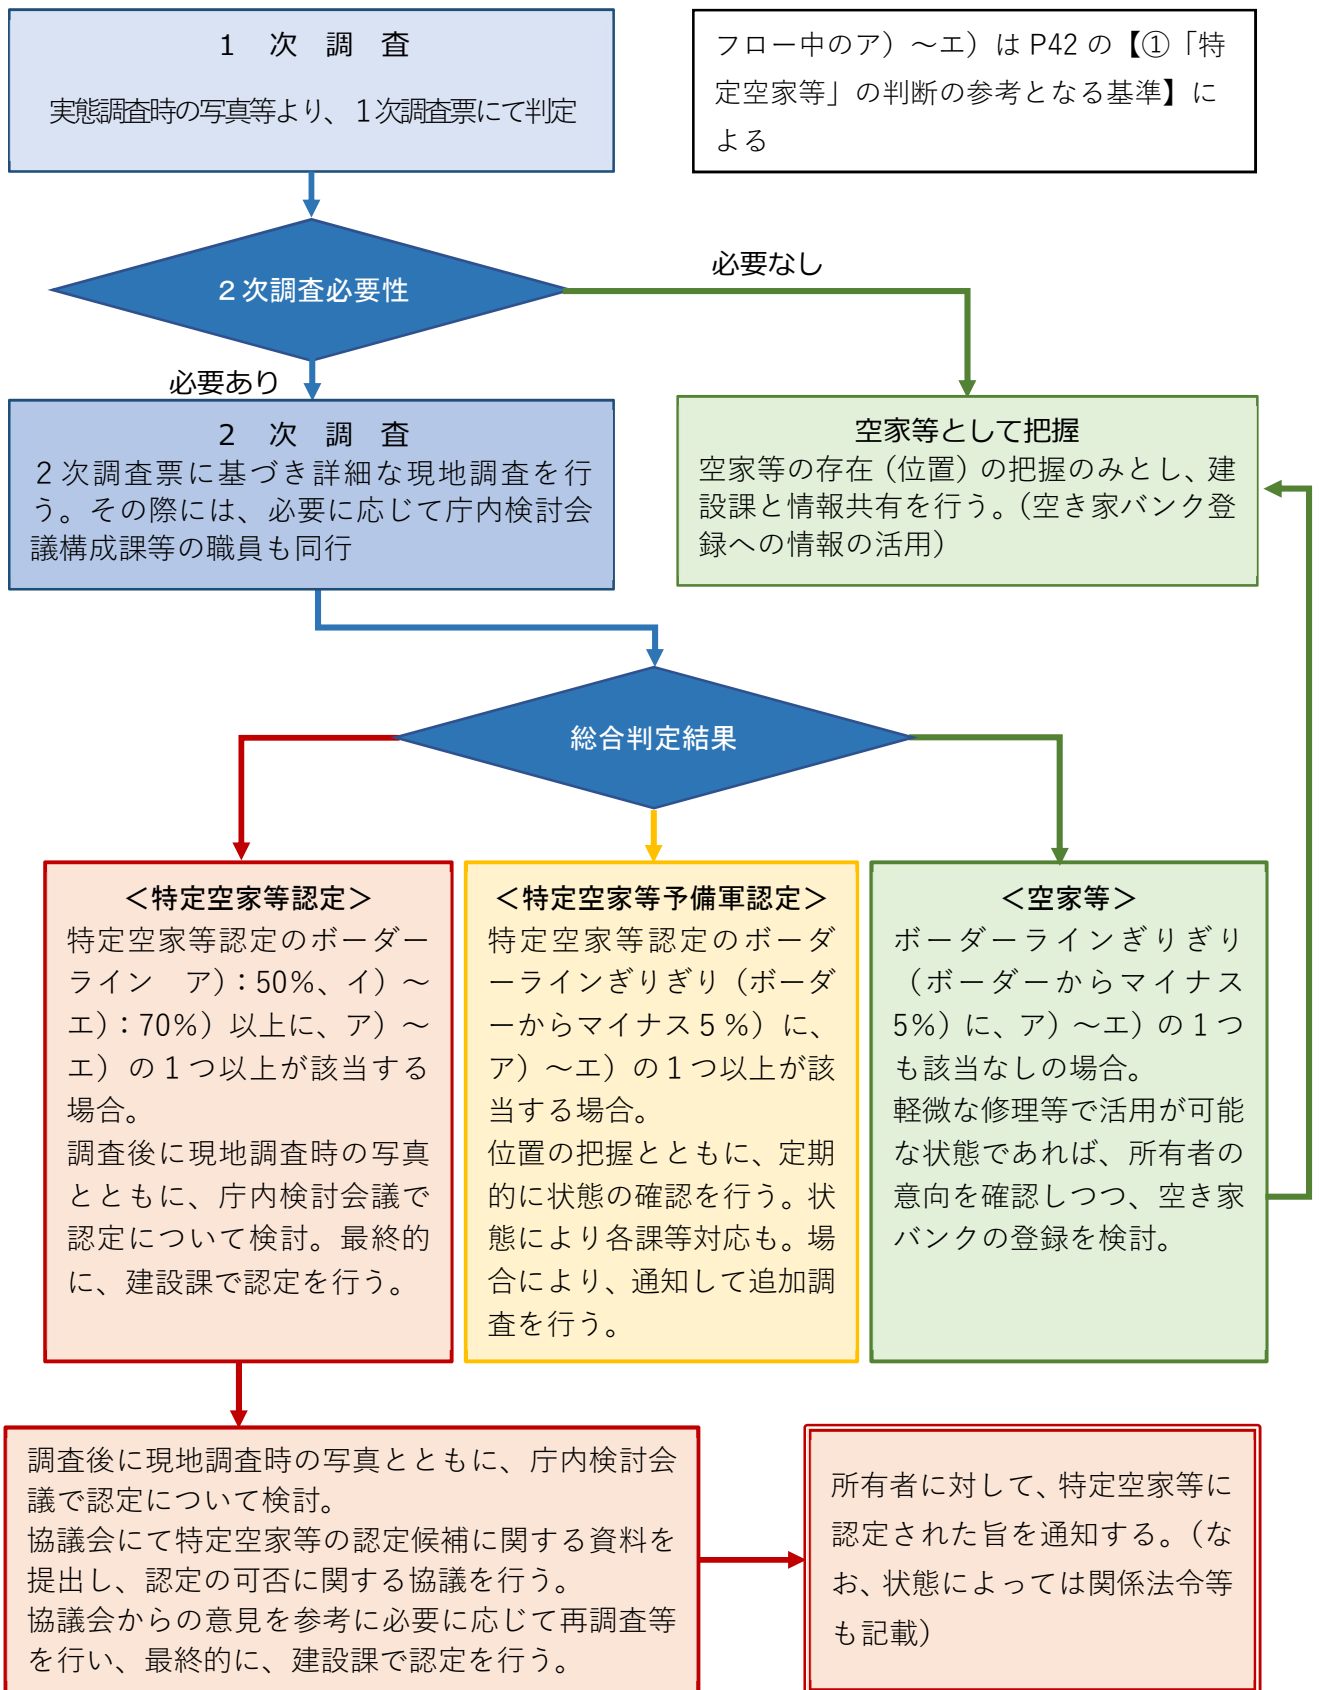 １　次　調　査
実態調査時の写真等より、１次調査票にて判定
フロー中のア）～エ）は P42 の【①「特
定空家等」の判断の参考となる基準】に
よる
２次調査必要性
必要なし
必要あり
２　次　調　査
２次調査票に基づき詳細な現地調査を行
う。その際には、必要に応じて庁内検討会
議構成課等の職員も同行
空家等として把握
空家等の存在（位置）の把握のみとし、建
設課と情報共有を行う。（空き家バンク登
録への情報の活用）
総合判定結果
＜特定空家等認定＞
特定空家等認定のボーダー
ライン　ア）：50％、イ）～
エ）：70％）以上に、ア）～
エ）の１つ以上が該当する
場合。
調査後に現地調査時の写真
とともに、庁内検討会議で
認定について検討。最終的
に、建設課で認定を行う。
＜特定空家等予備軍認定＞
特定空家等認定のボーダ
ーラインぎりぎり（ボーダ
ーからマイナス５％）に、
ア）～エ）の１つ以上が該
当する場合。
位置の把握とともに、定期
的に状態の確認を行う。状
態により各課等対応も。場
合により、通知して追加調
査を行う。
＜空家等＞
ボーダーラインぎりぎり
（ボーダーからマイナス
5％）に、ア）～エ）の１つ
も該当なしの場合。
軽微な修理等で活用が可能
な状態であれば、所有者の
意向を確認しつつ、空き家
バンクの登録を検討。
調査後に現地調査時の写真とともに、庁内検討会
議で認定について検討。
協議会にて特定空家等の認定候補に関する資料を
提出し、認定の可否に関する協議を行う。
協議会からの意見を参考に必要に応じて再調査等
を行い、最終的に、建設課で認定を行う。
所有者に対して、特定空家等に
認定された旨を通知する。（な
お、状態によっては関係法令等
も記載）